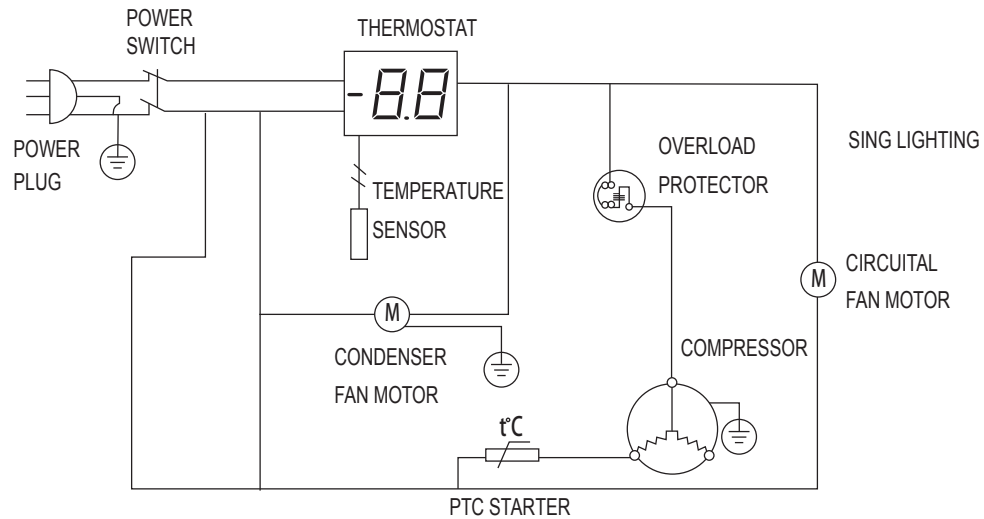 POWER
SWITCH
THERMOSTAT
-8.8
POWER
PLUG
TEMPERATURE
SENSOR
OVERLOAD
PROTECTOR
SING LIGHTING
M
CIRCUITAL
FAN MOTOR
M
CONDENSER
FAN MOTOR
COMPRESSOR
t°C
PTC STARTER